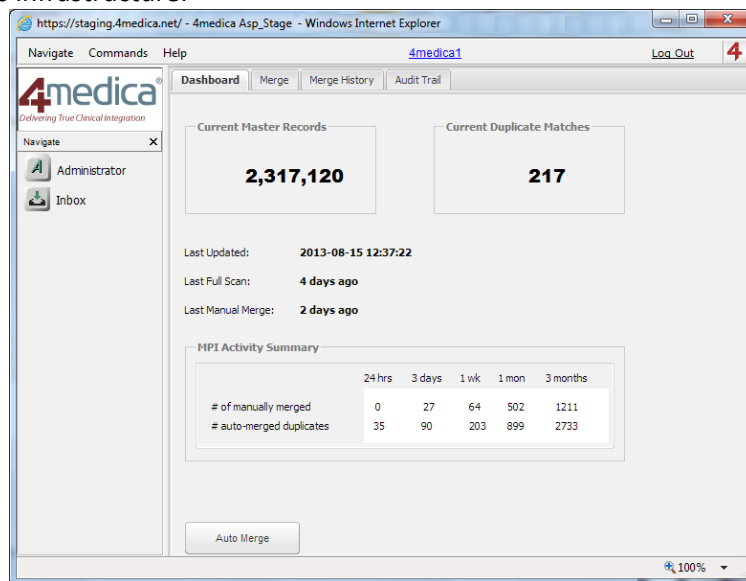 infrastructure.
https://staging.4medica.net/ - 4medica Asp_Stage - Windows Internet Explorer
Navigate Commands Help 4medica1 Log Out 4
4medica®
Delivering True Clinical Integration
Navigate X
Administrator
Inbox
Dashboard Merge Merge History Audit Trail
Current Master Records Current Duplicate Matches
2,317,120 217
Last Updated: 2013-08-15 12:37:22
Last Full Scan: 4 days ago
Last Manual Merge: 2 days ago
MPI Activity Summary
24 hrs 3 days 1 wk 1 mon 3 months
# of manually merged 0 27 64 502 1211
# auto-merged duplicates 35 90 203 899 2733
Auto Merge
100%